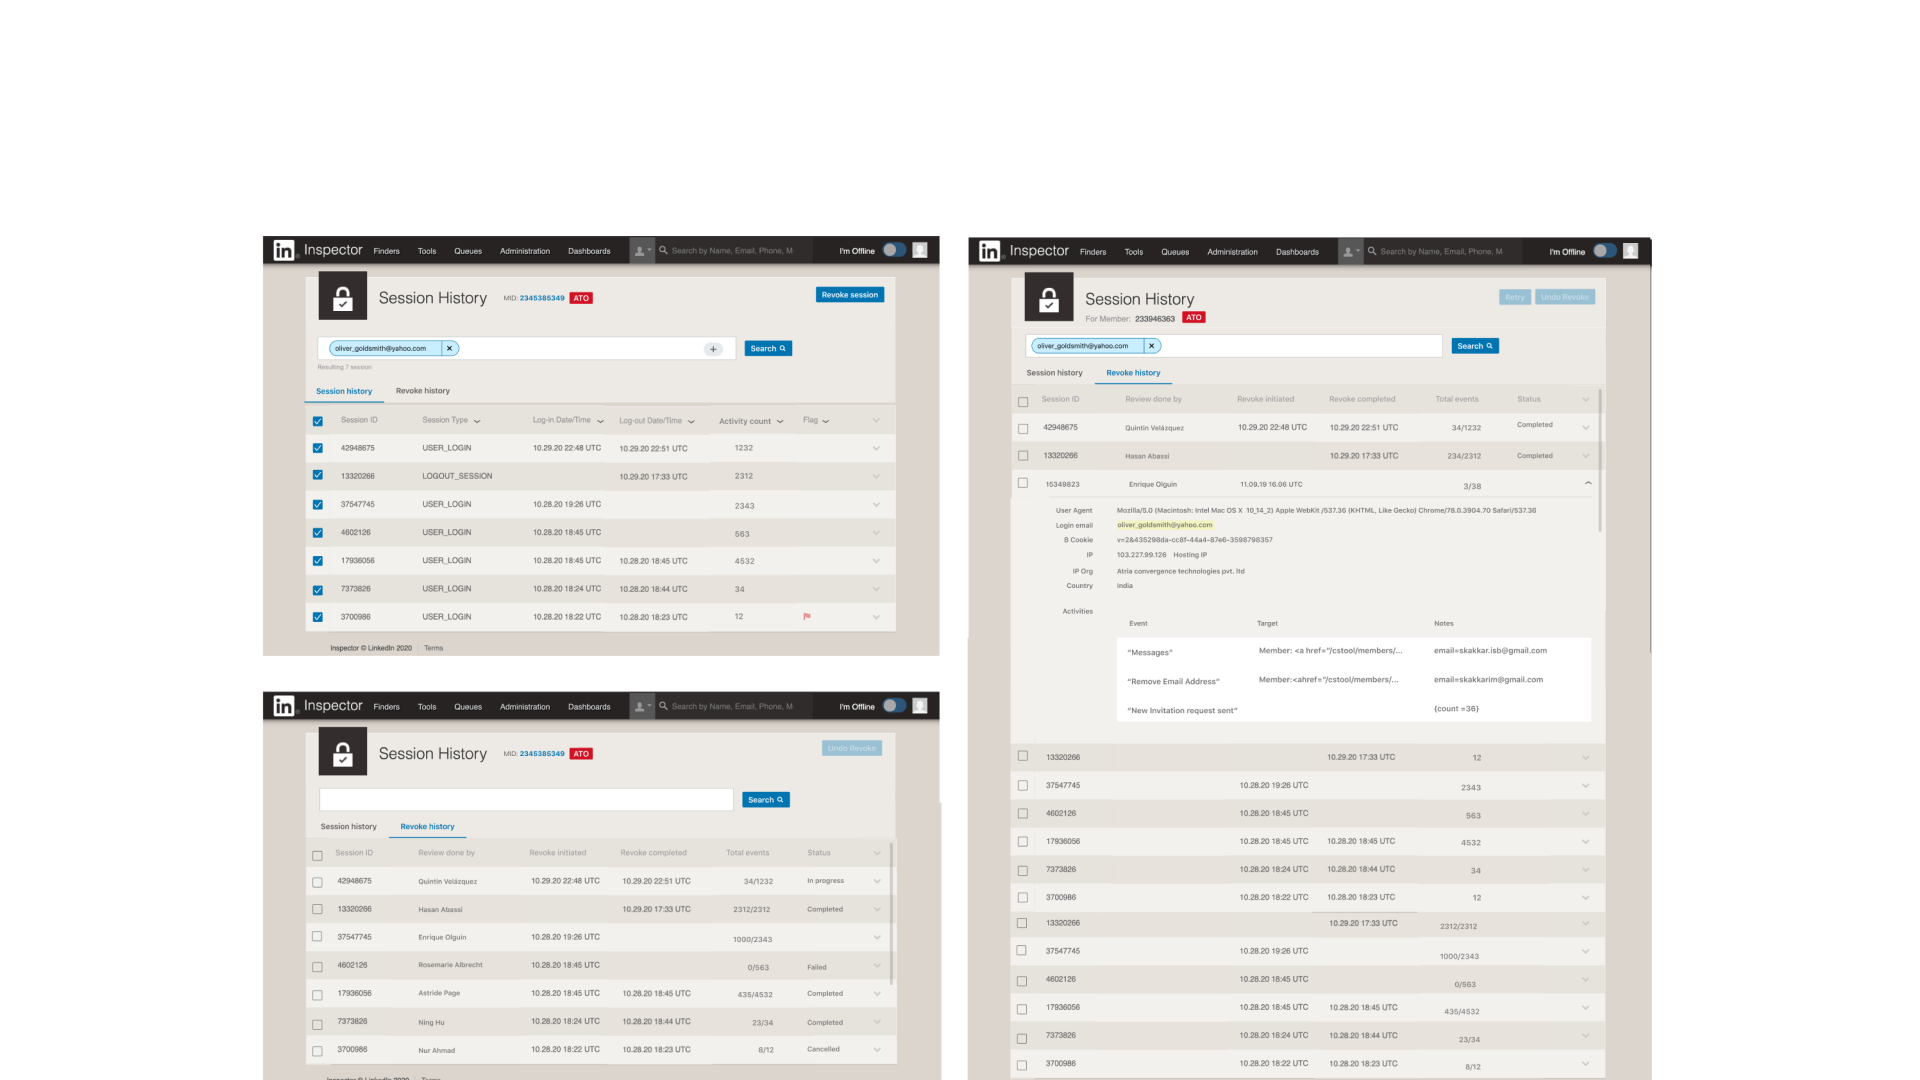 in Inspector Finders Tools Queues Administration Dashboards Search by Name, Email, Phone, M I'm Offline
Session History MID: 2345385349 ATO Revoke session
oliver_goldsmith@yahoo.com × + Search
Resulting 7 session
Session history Revoke history
Session ID Session Type Log-in Date/Time Log-out Date/Time Activity count Flag
42948675 USER_LOGIN 10.29.20 22:48 UTC 10.29.20 22:51 UTC 1232
13320266 LOGOUT_SESSION 10.29.20 17:33 UTC 2312
37547745 USER_LOGIN 10.28.20 19:26 UTC 2343
4602126 USER_LOGIN 10.28.20 18:45 UTC 563
17936056 USER_LOGIN 10.28.20 18:45 UTC 10.28.20 18:45 UTC 4532
7373826 USER_LOGIN 10.28.20 18:24 UTC 10.28.20 18:44 UTC 34
3700986 USER_LOGIN 10.28.20 18:22 UTC 10.28.20 18:23 UTC 12
Inspector © LinkedIn 2020 Terms
in Inspector Finders Tools Queues Administration Dashboards Search by Name, Email, Phone, M I'm Offline
Session History MID: 2345385349 ATO Undo Revoke
Search
Session history Revoke history
Session ID Review done by Revoke initiated Revoke completed Total events Status
42948675 Quintin Velázquez 10.29.20 22:48 UTC 10.29.20 22:51 UTC 34/1232 In progress
13320266 Hasan Abassi 10.29.20 17:33 UTC 2312/2312 Completed
37547745 Enrique Olguin 10.28.20 19:26 UTC 1000/2343
4602126 Rosemarie Albrecht 10.28.20 18:45 UTC 0/563 Failed
17936056 Astride Page 10.28.20 18:45 UTC 10.28.20 18:45 UTC 435/4532 Completed
7373826 Ning Hu 10.28.20 18:24 UTC 10.28.20 18:44 UTC 23/34 Completed
3700986 Nur Ahmad 10.28.20 18:22 UTC 10.28.20 18:23 UTC 8/12 Cancelled
Inspector © LinkedIn 2020 Terms
in Inspector Finders Tools Queues Administration Dashboards Search by Name, Email, Phone, M I'm Offline
Session History Retry Undo Revoke
For Member: 233946363 ATO
oliver_goldsmith@yahoo.com × Search
Session history Revoke history
Session ID Review done by Revoke initiated Revoke completed Total events Status
42948675 Quintin Velázquez 10.29.20 22:48 UTC 10.29.20 22:51 UTC 34/1232 Completed
13320266 Hasan Abassi 10.29.20 17:33 UTC 234/2312 Completed
15349823 Enrique Olguin 11.09.19 16.06 UTC 3/38
User Agent Mozilla/5.0 (Macintosh: Intel Mac OS X 10_14_2) Apple WebKit /537.36 (KHTML, Like Gecko) Chrome/78.0.3904.70 Safari/537.36
Login email oliver_goldsmith@yahoo.com
B Cookie v=2&435298da-cc8f-44a4-87e6-3598798357
IP 103.227.99.126 Hosting IP
IP Org Atria convergence technologies pvt. ltd
Country India
Activities
Event Target Notes
“Messages” Member: <a href="/cstool/members/... email=skakkar.isb@gmail.com
“Remove Email Address” Member:<ahref="/cstool/members/... email=skakkarim@gmail.com
“New Invitation request sent” {count =36}
13320266 10.29.20 17:33 UTC 12
37547745 10.28.20 19:26 UTC 2343
4602126 10.28.20 18:45 UTC 563
17936056 10.28.20 18:45 UTC 10.28.20 18:45 UTC 4532
7373826 10.28.20 18:24 UTC 10.28.20 18:44 UTC 34
3700986 10.28.20 18:22 UTC 10.28.20 18:23 UTC 12
13320266 10.29.20 17:33 UTC 2312/2312
37547745 10.28.20 19:26 UTC 1000/2343
4602126 10.28.20 18:45 UTC 0/563
17936056 10.28.20 18:45 UTC 10.28.20 18:45 UTC 435/4532
7373826 10.28.20 18:24 UTC 10.28.20 18:44 UTC 23/34
3700986 10.28.20 18:22 UTC 10.28.20 18:23 UTC 8/12